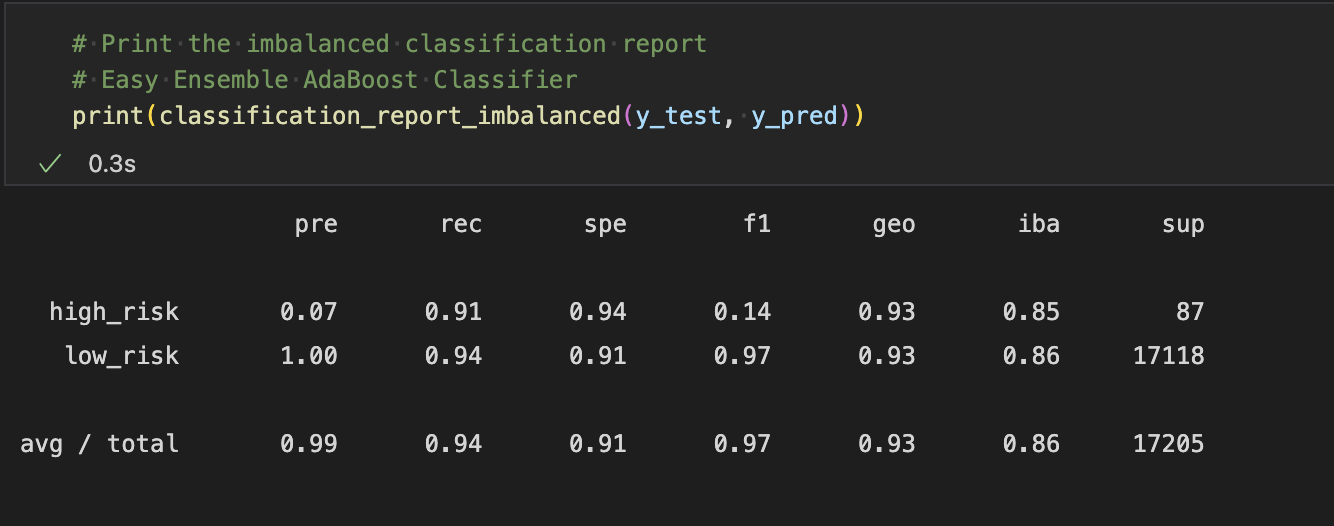 # Print the imbalanced classification report
# Easy Ensemble AdaBoost Classifier
print(classification_report_imbalanced(y_test, y_pred))
0.3s
pre rec spe f1 geo iba sup
high_risk 0.07 0.91 0.94 0.14 0.93 0.85 87
low_risk 1.00 0.94 0.91 0.97 0.93 0.86 17118
avg / total 0.99 0.94 0.91 0.97 0.93 0.86 17205